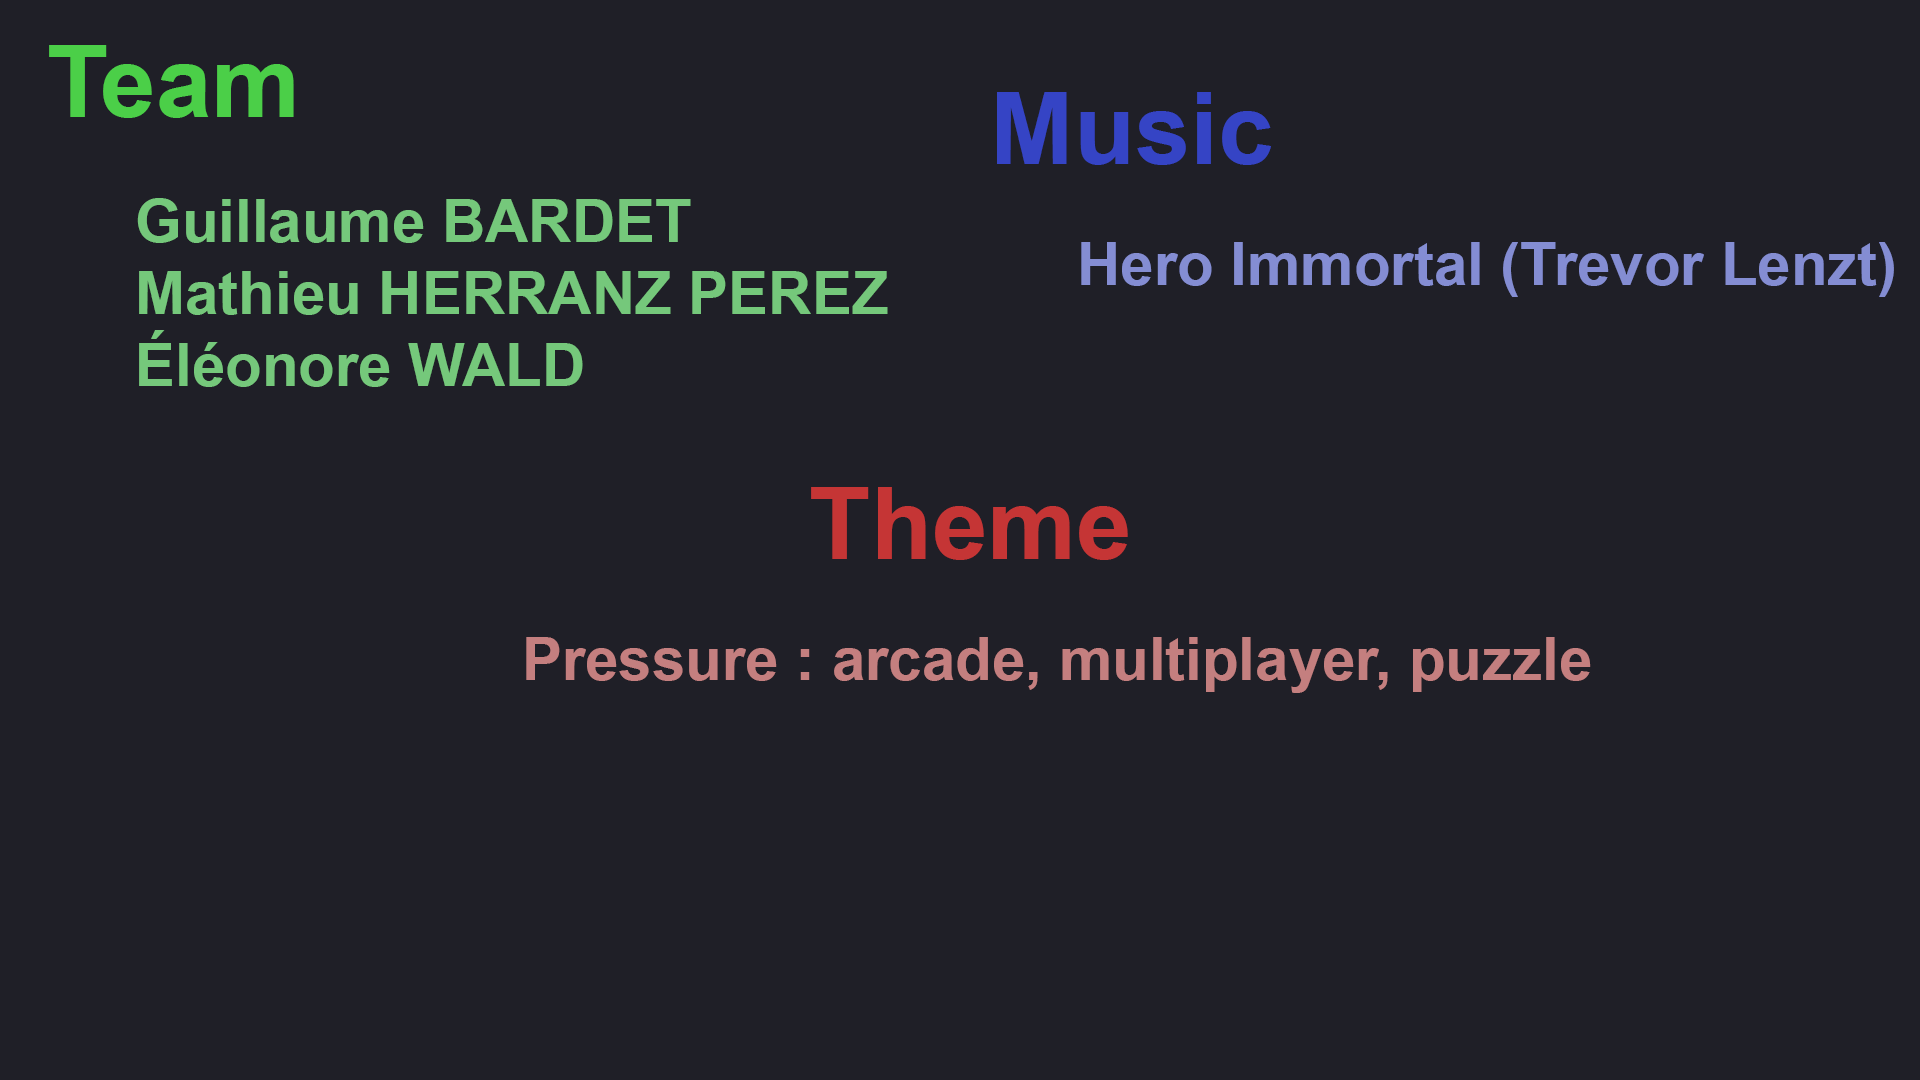 Team
Guillaume BARDET
Mathieu HERRANZ PEREZ
Éléonore WALD
Music
Hero Immortal (Trevor Lenzt)
Theme
Pressure : arcade, multiplayer, puzzle